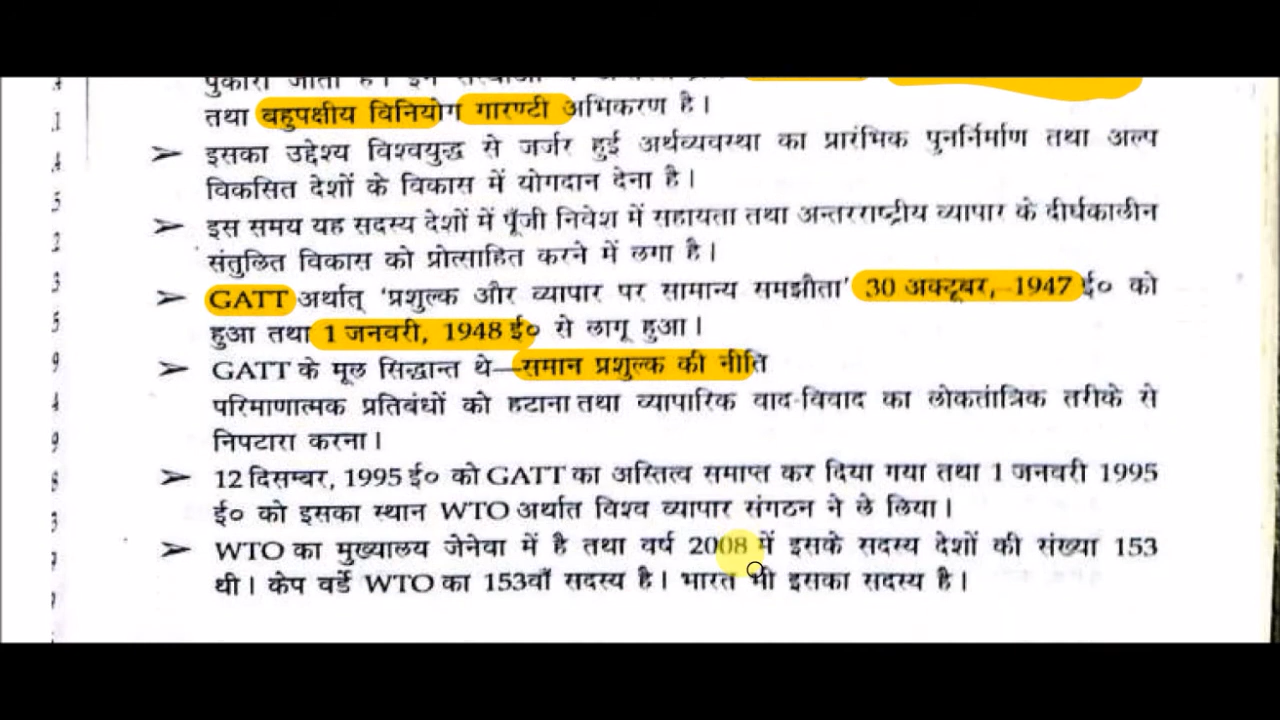 पुकारा जाता है। इन संस्थाओं
तथा बहुपक्षीय विनियोग गारण्टी अभिकरण है।
➢ इसका उद्देश्य विश्वयुद्ध से जर्जर हुई अर्थव्यवस्था का प्रारंभिक पुनर्निर्माण तथा अल्प
विकसित देशों के विकास में योगदान देना है।
➢ इस समय यह सदस्य देशों में पूँजी निवेश में सहायता तथा अन्तरराष्ट्रीय व्यापार के दीर्घकालीन
संतुलित विकास को प्रोत्साहित करने में लगा है।
➢ GATT अर्थात् 'प्रशुल्क और व्यापार पर सामान्य समझौता' 30 अक्टूबर, 1947 ई० को
हुआ तथा 1 जनवरी, 1948 ई० से लागू हुआ।
➢ GATT के मूल सिद्धान्त थे—समान प्रशुल्क की नीति
परिमाणात्मक प्रतिबंधों को हटाना तथा व्यापारिक वाद-विवाद का लोकतांत्रिक तरीके से
निपटारा करना।
➢ 12 दिसम्बर, 1995 ई० को GATT का अस्तित्व समाप्त कर दिया गया तथा 1 जनवरी 1995
ई० को इसका स्थान WTO अर्थात विश्व व्यापार संगठन ने ले लिया।
➢ WTO का मुख्यालय जेनेवा में है तथा वर्ष 2008 में इसके सदस्य देशों की संख्या 153
थी। केप वर्डे WTO का 153वाँ सदस्य है। भारत भी इसका सदस्य है।